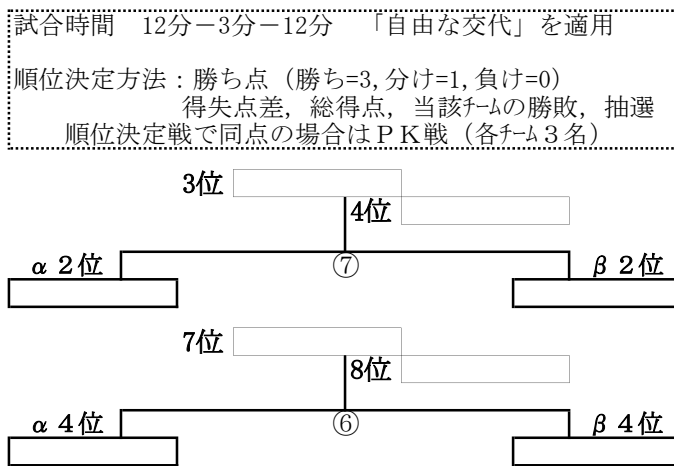 試合時間　12分－3分－12分　「自由な交代」を適用
順位決定方法：勝ち点（勝ち=3,分け=1,負け=0）
得失点差，総得点，当該ﾁｰﾑの勝敗，抽選
順位決定戦で同点の場合はＰＫ戦（各ﾁｰﾑ３名）
3位
4位
α２位
⑦
β２位
7位
8位
α４位
⑥
β４位